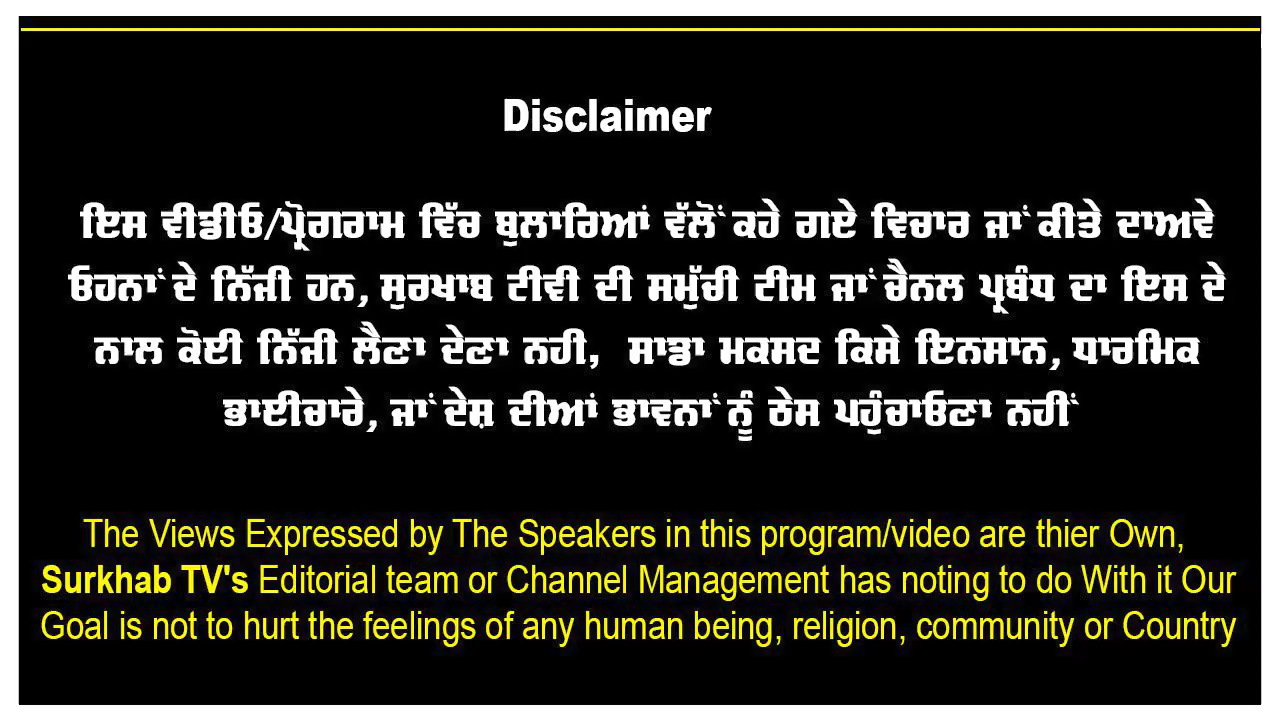 Disclaimer
ਇਸ ਵੀਡੀਓ/ਪ੍ਰੋਗਰਾਮ ਵਿੱਚ ਬੁਲਾਰਿਆਂ ਵੱਲੋਂ ਕਹੇ ਗਏ ਵਿਚਾਰ ਜਾਂ ਕੀਤੇ ਦਾਅਵੇ
ਓਹਨਾਂ ਦੇ ਨਿੱਜੀ ਹਨ, ਸੁਰਖਾਬ ਟੀਵੀ ਦੀ ਸਮੁੱਚੀ ਟੀਮ ਜਾਂ ਚੈਨਲ ਪ੍ਰਬੰਧ ਦਾ ਇਸ ਦੇ
ਨਾਲ ਕੋਈ ਨਿੱਜੀ ਲੈਣਾ ਦੇਣਾ ਨਹੀ, ਸਾਡਾ ਮਕਸਦ ਕਿਸੇ ਇਨਸਾਨ, ਧਾਰਮਿਕ
ਭਾਈਚਾਰੇ, ਜਾਂ ਦੇਸ਼ ਦੀਆਂ ਭਾਵਨਾਂ ਨੂੰ ਠੇਸ ਪਹੁੰਚਾਓਣਾ ਨਹੀਂ
The Views Expressed by The Speakers in this program/video are thier Own,
Surkhab TV's Editorial team or Channel Management has noting to do With it Our
Goal is not to hurt the feelings of any human being, religion, community or Country